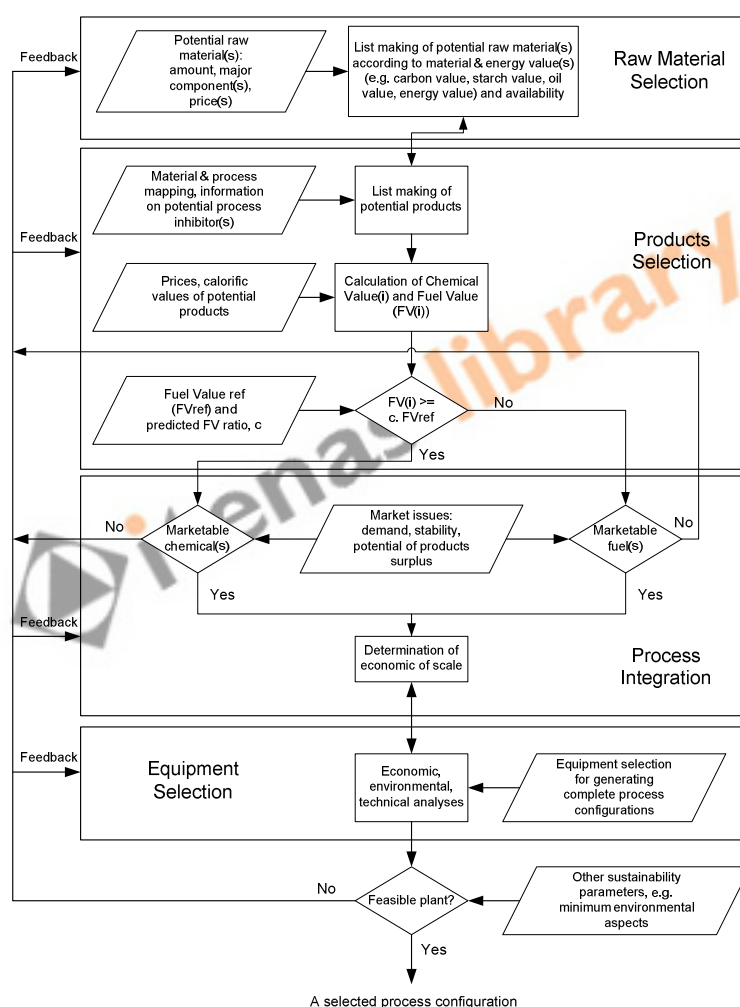 Feedback
Potential raw
material(s):
amount, major
component(s),
price(s)
List making of potential raw material(s)
according to material & energy value(s)
(e.g. carbon value, starch value, oil
value, energy value) and availability
Raw Material
Selection
Material & process
mapping, information
on potential process
inhibitor(s)
List making of
potential products
Feedback
Products
Selection
Prices, calorific
values of potential
products
Calculation of Chemical
Value(i) and Fuel Value
(FV(i))
Fuel Value ref
(FVref) and
predicted FV ratio, c
FV(i) >=
c. FVref
No
Yes
No
Marketable
chemical(s)
Market issues:
demand, stability,
potential of products
surplus
Marketable
fuel(s)
No
Yes
Yes
Feedback
Determination of
economic of scale
Process
Integration
Feedback
Equipment
Selection
Economic,
environmental,
technical analyses
Equipment selection
for generating
complete process
configurations
No
Feasible plant?
Other sustainability
parameters, e.g.
minimum environmental
aspects
Yes
A selected process configuration
itenas library